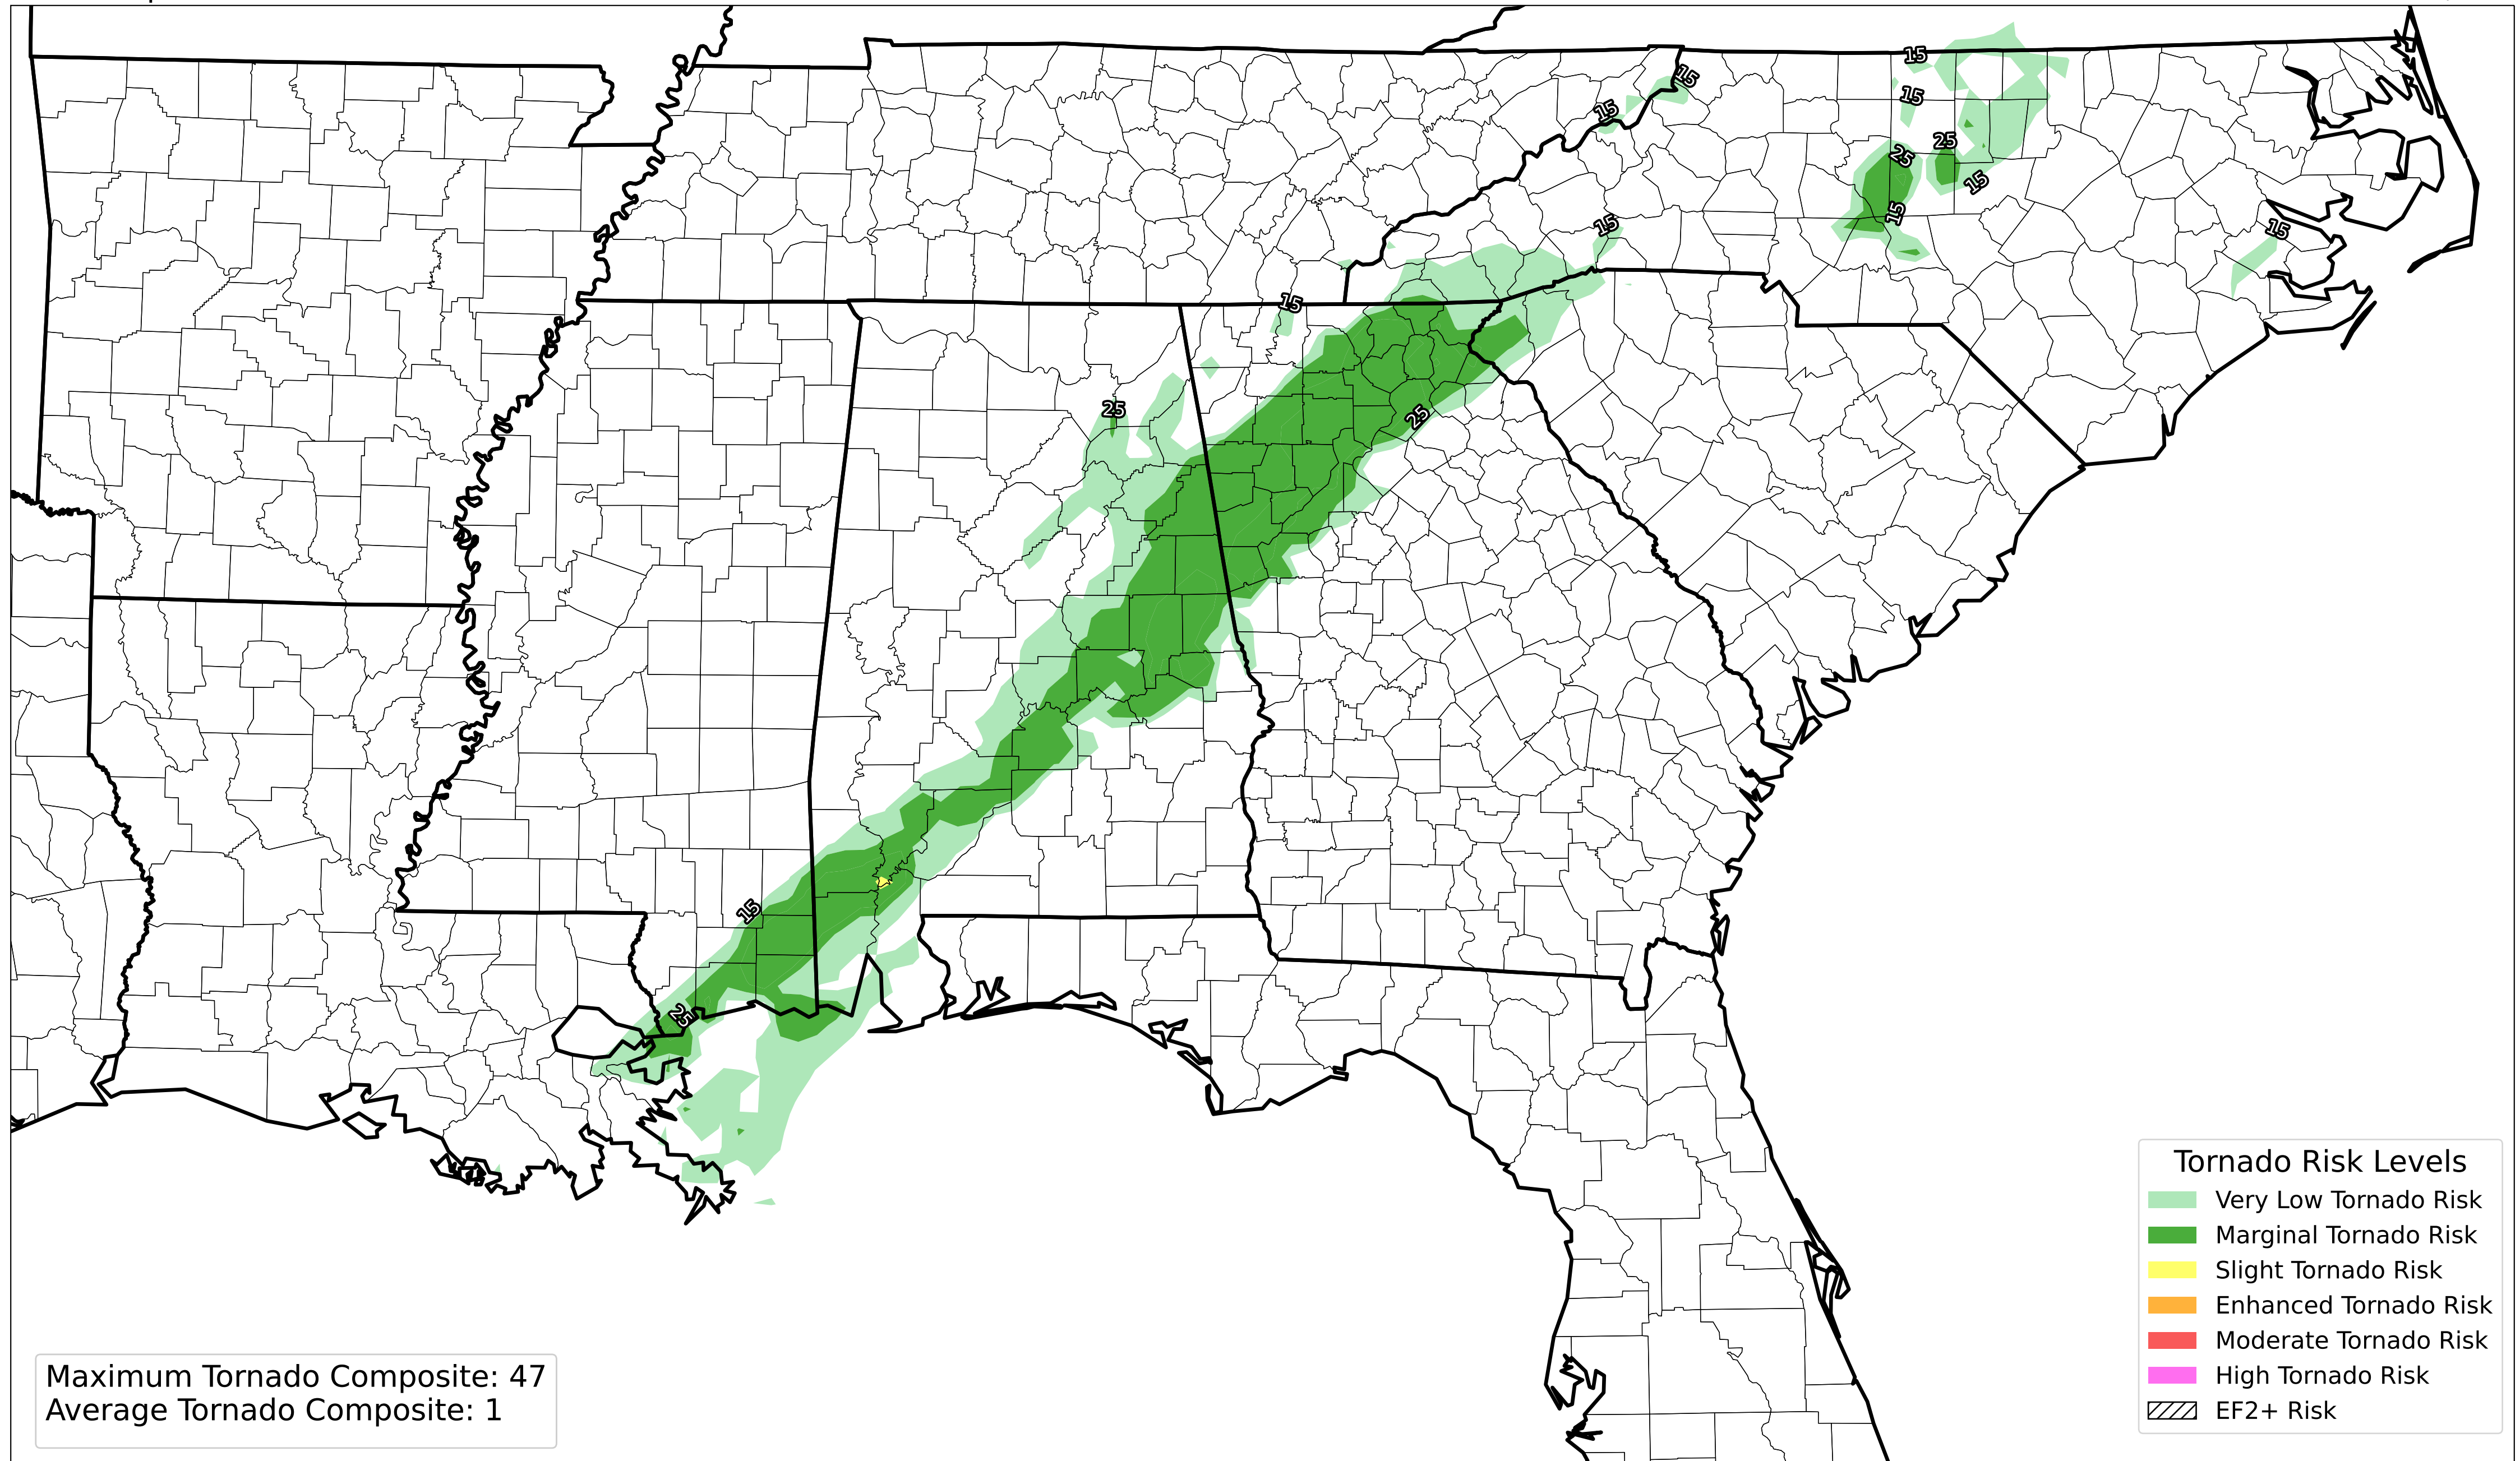 15
15
15
15
25
25
15
15
15
15
15
25
25
15
25
Tornado Risk Levels
Very Low Tornado Risk
Marginal Tornado Risk
Slight Tornado Risk
Enhanced Tornado Risk
Moderate Tornado Risk
High Tornado Risk
EF2+ Risk
Maximum Tornado Composite: 47
Average Tornado Composite: 1